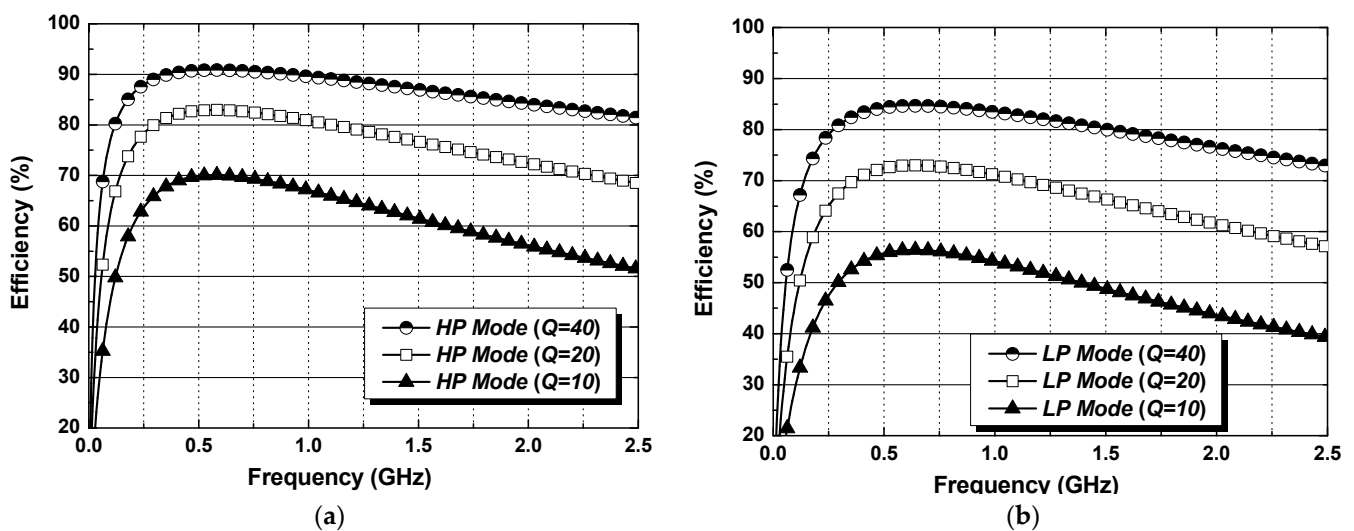 Efficiency (%)
100
90
80
70
60
50
40
30
20
HP Mode (Q=40)
HP Mode (Q=20)
HP Mode (Q=10)
0.0 0.5 1.0 1.5 2.0 2.5
Frequency (GHz)
(a)
Efficiency (%)
100
90
80
70
60
50
40
30
20
LP Mode (Q=40)
LP Mode (Q=20)
LP Mode (Q=10)
0.0 0.5 1.0 1.5 2.0 2.5
Frequency (GHz)
(b)